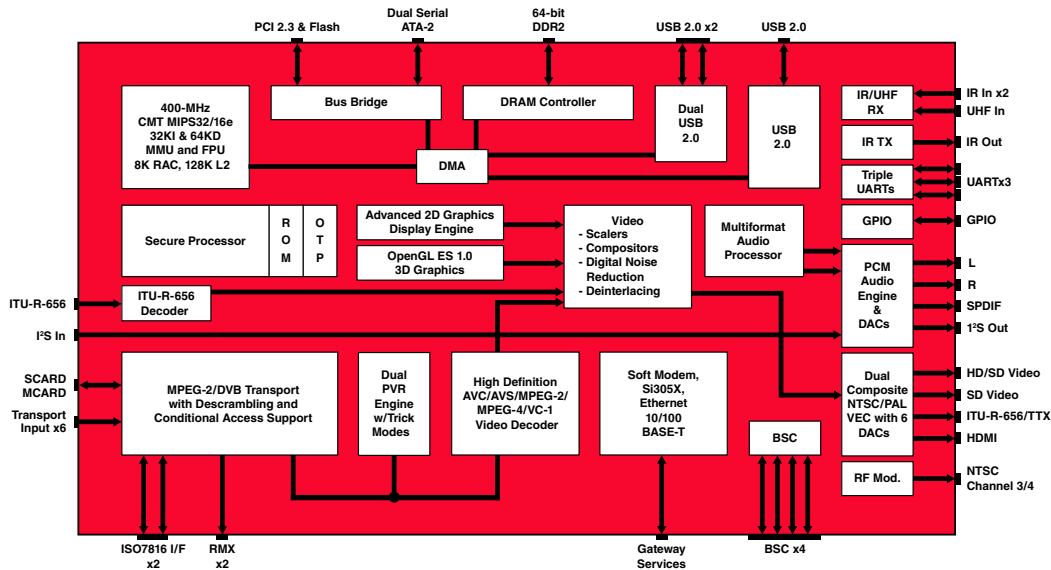 PCI 2.3 & Flash
Dual Serial
ATA-2
64-bit
DDR2
USB 2.0 x2
USB 2.0
400-MHz
CMT MIPS32/16e
32KI & 64KD
MMU and FPU
8K RAC, 128K L2
Bus Bridge
DRAM Controller
DMA
Dual
USB
2.0
USB
2.0
IR/UHF
RX
IR In x2
UHF In
IR TX
IR Out
Triple
UARTs
UARTx3
GPIO
GPIO
Secure Processor
R
O
M
O
T
P
Advanced 2D Graphics
Display Engine
OpenGL ES 1.0
3D Graphics
Video
- Scalers
- Compositors
- Digital Noise
Reduction
- Deinterlacing
Multiformat
Audio
Processor
PCM
Audio
Engine
&
DACs
L
R
SPDIF
1²S Out
ITU-R-656
ITU-R-656
Decoder
I²S In
SCARD
MCARD
Transport
Input x6
MPEG-2/DVB Transport
with Descrambling and
Conditional Access Support
Dual
PVR
Engine
w/Trick
Modes
High Definition
AVC/AVS/MPEG-2/
MPEG-4/VC-1
Video Decoder
Soft Modem,
Si305X,
Ethernet
10/100
BASE-T
BSC
Dual
Composite
NTSC/PAL
VEC with 6
DACs
HD/SD Video
SD Video
ITU-R-656/TTX
HDMI
RF Mod.
NTSC
Channel 3/4
ISO7816 I/F
x2
RMX
x2
Gateway
Services
BSC x4